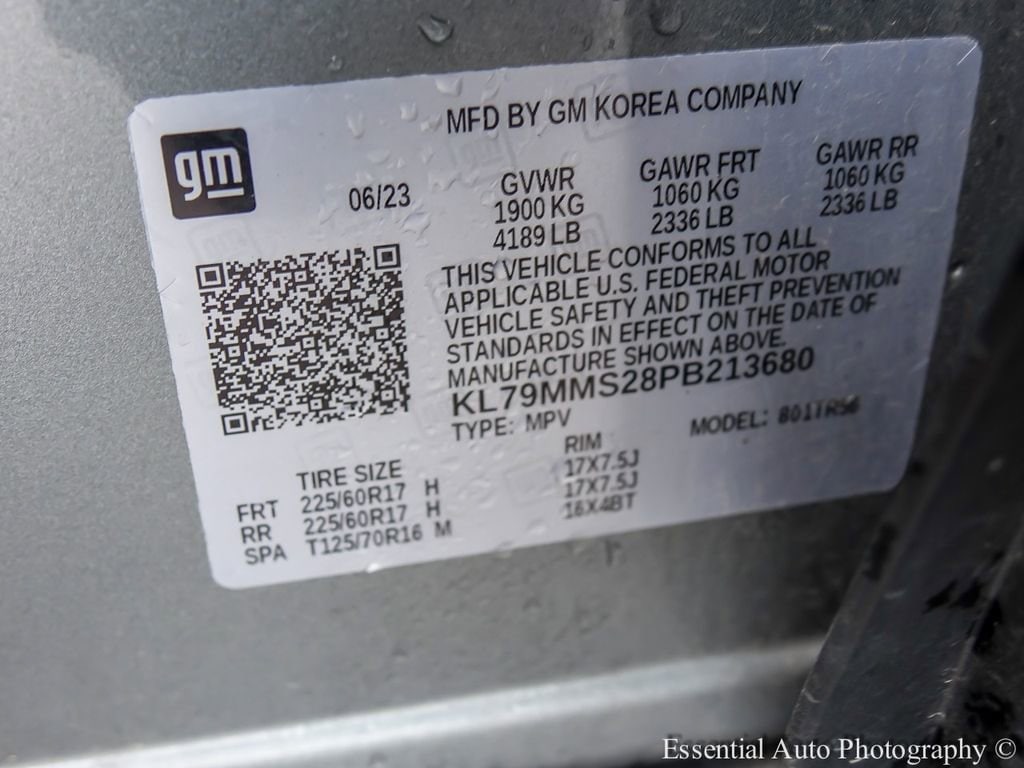 gm
MFD BY GM KOREA COMPANY
06/23
GVWR
1900 KG
4189 LB
GAWR FRT
1060 KG
2336 LB
GAWR RR
1060 KG
2336 LB
THIS VEHICLE CONFORMS TO ALL
APPLICABLE U.S. FEDERAL MOTOR
VEHICLE SAFETY AND THEFT PREVENTION
STANDARDS IN EFFECT ON THE DATE OF
MANUFACTURE SHOWN ABOVE.
KL79MMS28PB213680
TYPE: MPV MODEL:
TIRE SIZE RIM
FRT 225/60R17 H 17X7.5J
RR 225/60R17 H 17X7.5J
SPA T125/70R16 M 16X4BT
Essential Auto Photography ©